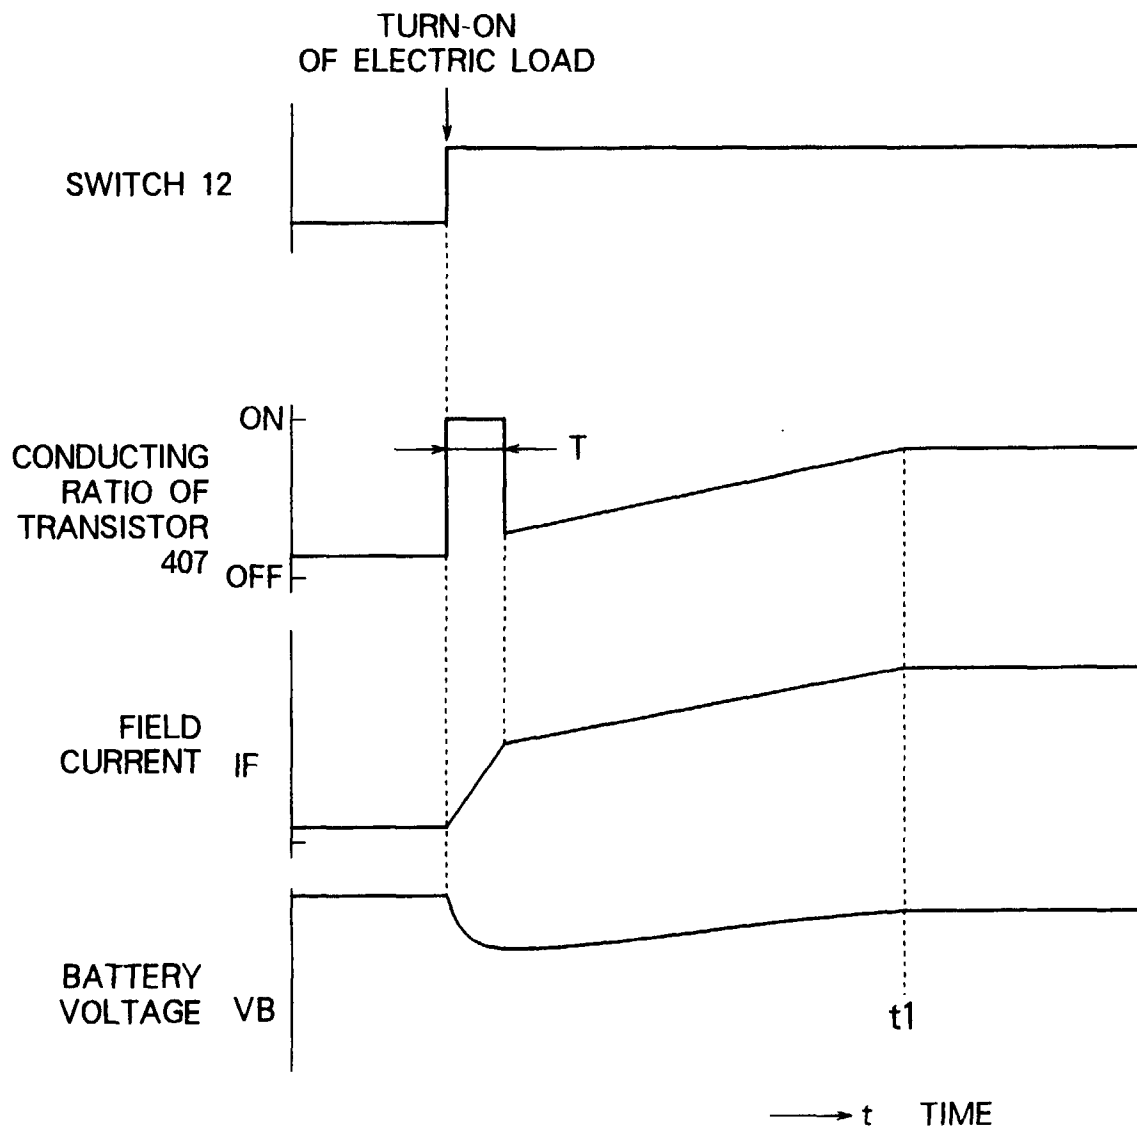 TURN-ON
OF ELECTRIC LOAD
SWITCH 12
ON
T
CONDUCTING
RATIO OF
TRANSISTOR
407
OFF
FIELD
CURRENT IF
BATTERY
VOLTAGE VB
t1
t TIME